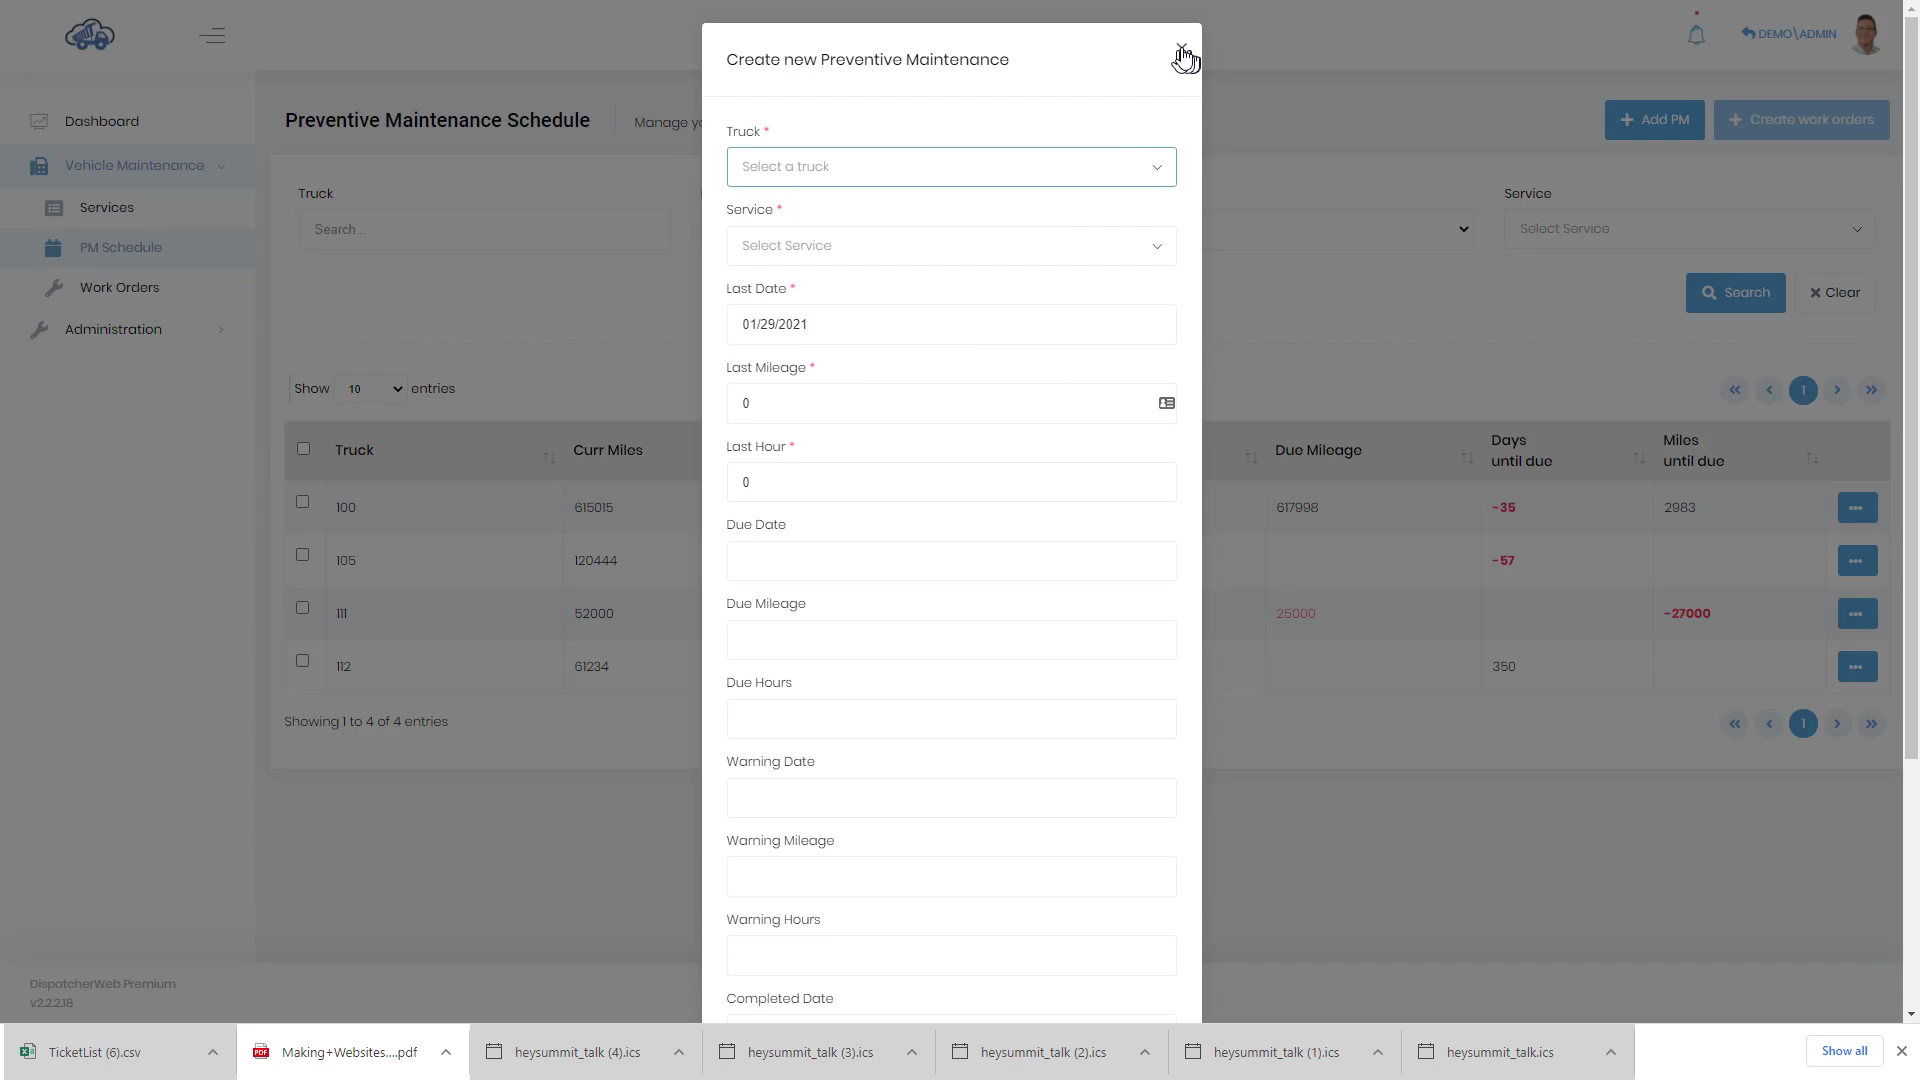 DEMO\ADMIN
Dashboard
Vehicle Maintenance
Services
PM Schedule
Work Orders
Administration
DispatcherWeb Premium
v2.2.2.18
Preventive Maintenance Schedule
Manage yo
Add PM
Create work orders
Truck
Search...
Service
Select Service
Search
Clear
Show 10 entries
1
Truck Curr Miles Due Mileage Days until due Miles until due
100 615015 617998 -35 2983
105 120444 -57
111 52000 25000 -27000
112 61234 350
Showing 1 to 4 of 4 entries
1
Create new Preventive Maintenance
Truck *
Select a truck
Service *
Select Service
Last Date *
01/29/2021
Last Mileage *
0
Last Hour *
0
Due Date
Due Mileage
Due Hours
Warning Date
Warning Mileage
Warning Hours
Completed Date
TicketList (6).csv
PDF
Making+Websites....pdf
heysummit_talk (4).ics
heysummit_talk (3).ics
heysummit_talk (2).ics
heysummit_talk (1).ics
heysummit_talk.ics
Show all